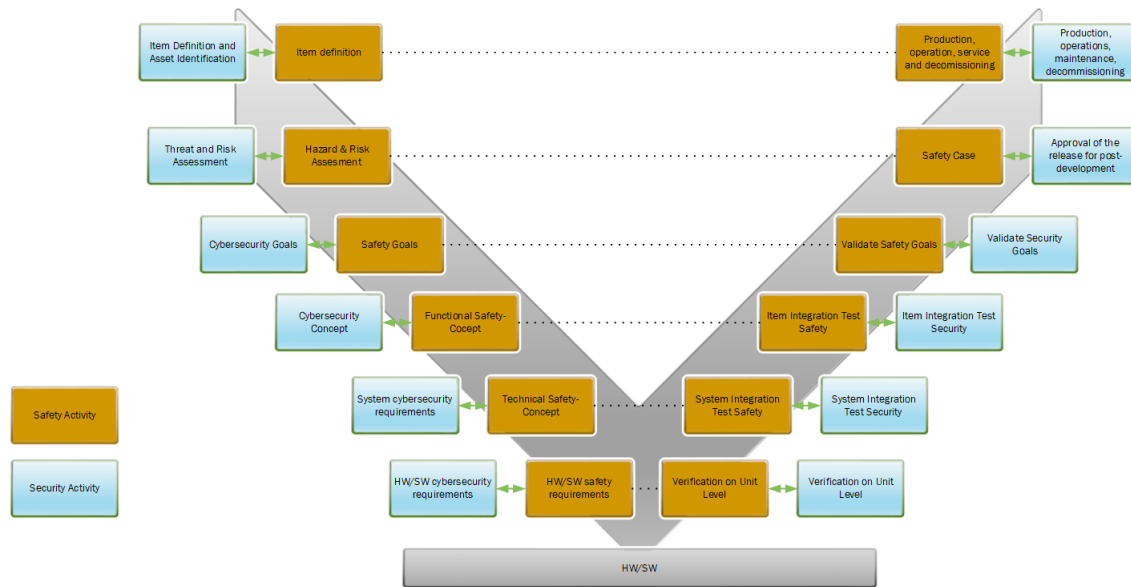 Item Definition and
Asset Identification
Item definition
Production,
operation, service
and decomissioning
Production,
operations,
maintenance,
decommissioning
Threat and Risk
Assessment
Hazard & Risk
Assesment
Safety Case
Approval of the
release for post-
development
Cybersecurity Goals
Safety Goals
Validate Safety Goals
Validate Security
Goals
Cybersecurity
Concept
Functional Safety-
Cocept
Item Integration Test
Safety
Item Integration Test
Security
System cybersecurity
requirements
Technical Safety-
Concept
System Integration
Test Safety
System Integration
Test Security
Safety Activity
HW/SW cybersecurity
requirements
HW/SW safety
requirements
Verification on Unit
Level
Verification on Unit
Level
Security Activity
HW/SW